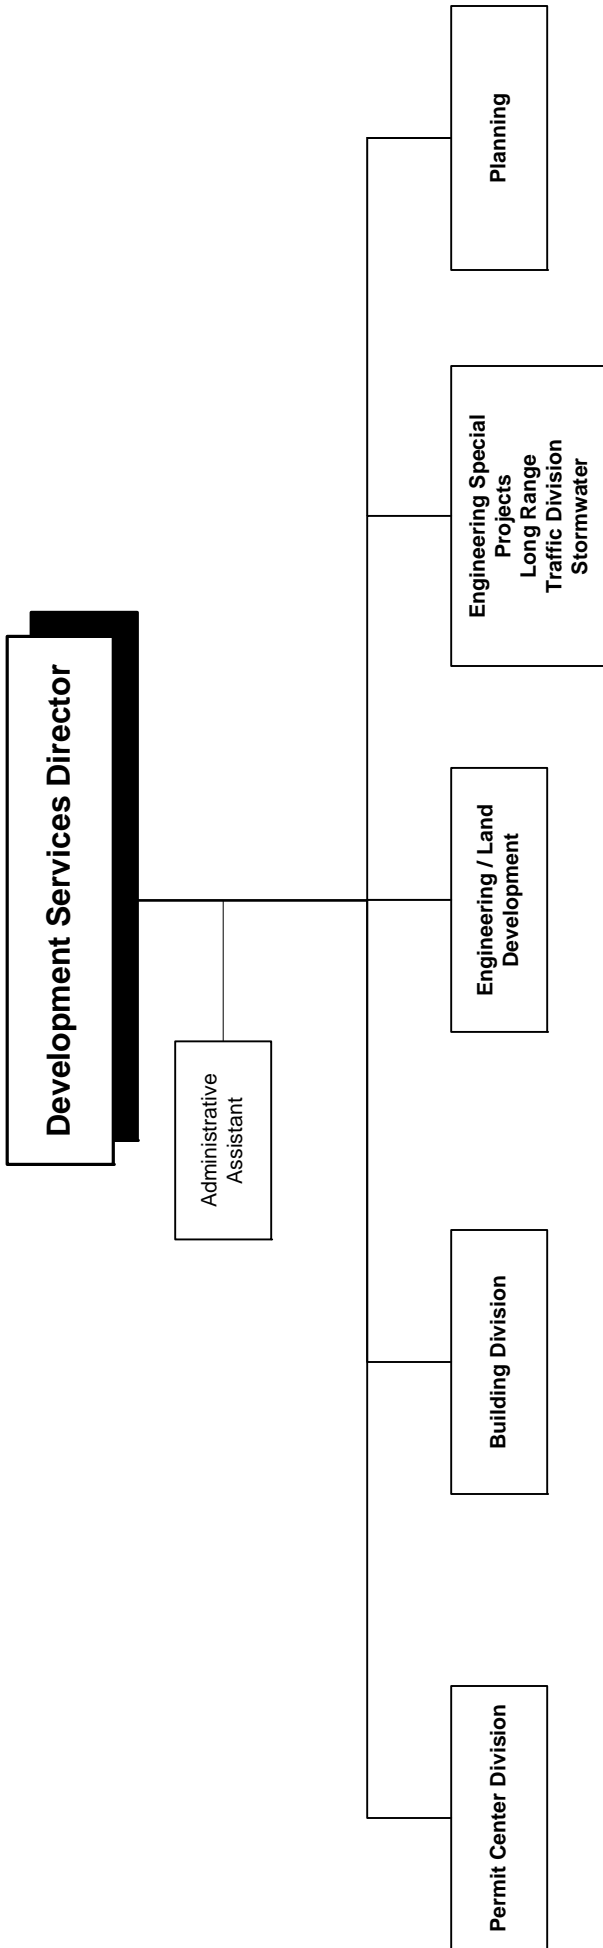 Development Services Director
Administrative
Assistant
Permit Center Division
Building Division
Engineering / Land
Development
Engineering Special
Projects
Long Range
Traffic Division
Stormwater
Planning